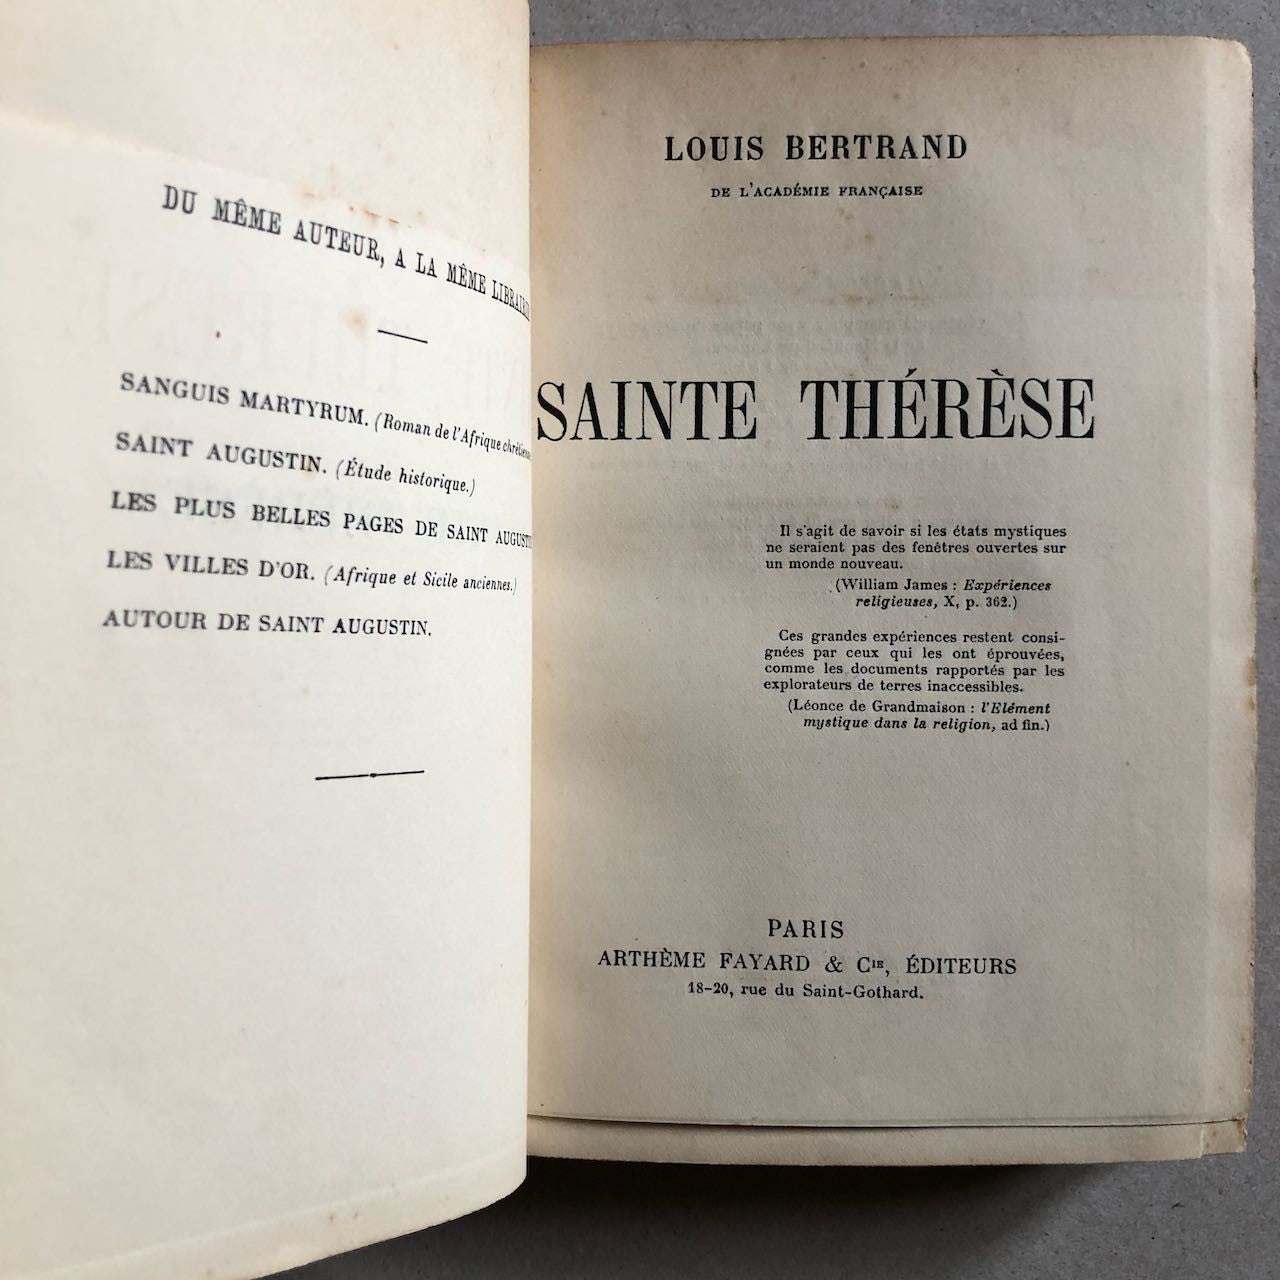 DU MÊME AUTEUR, A LA MÊME
SANGUIS MARTYRUM. (Roman de l'Afrique
SAINT AUGUSTIN. (Étude historique.)
LES PLUS BELLES PAGES DE SAINT
LES VILLES D'OR. (Afrique et Sicile anciennes.)
AUTOUR DE SAINT AUGUSTIN.
LOUIS BERTRAND
DE L'ACADÉMIE FRANÇAISE
SAINTE THÉRÈSE
Il s'agit de savoir si les états mystiques
ne seraient pas des fenêtres ouvertes sur
un monde nouveau.
(William James : Expériences
religieuses, X, p. 362.)
Ces grandes expériences restent consi-
gnées par ceux qui les ont éprouvées,
comme les documents rapportés par les
explorateurs de terres inaccessibles.
(Léonce de Grandmaison : l'Elément
mystique dans la religion, ad fin.)
PARIS
ARTHÈME FAYARD & Cie, ÉDITEURS
18-20, rue du Saint-Gothard.